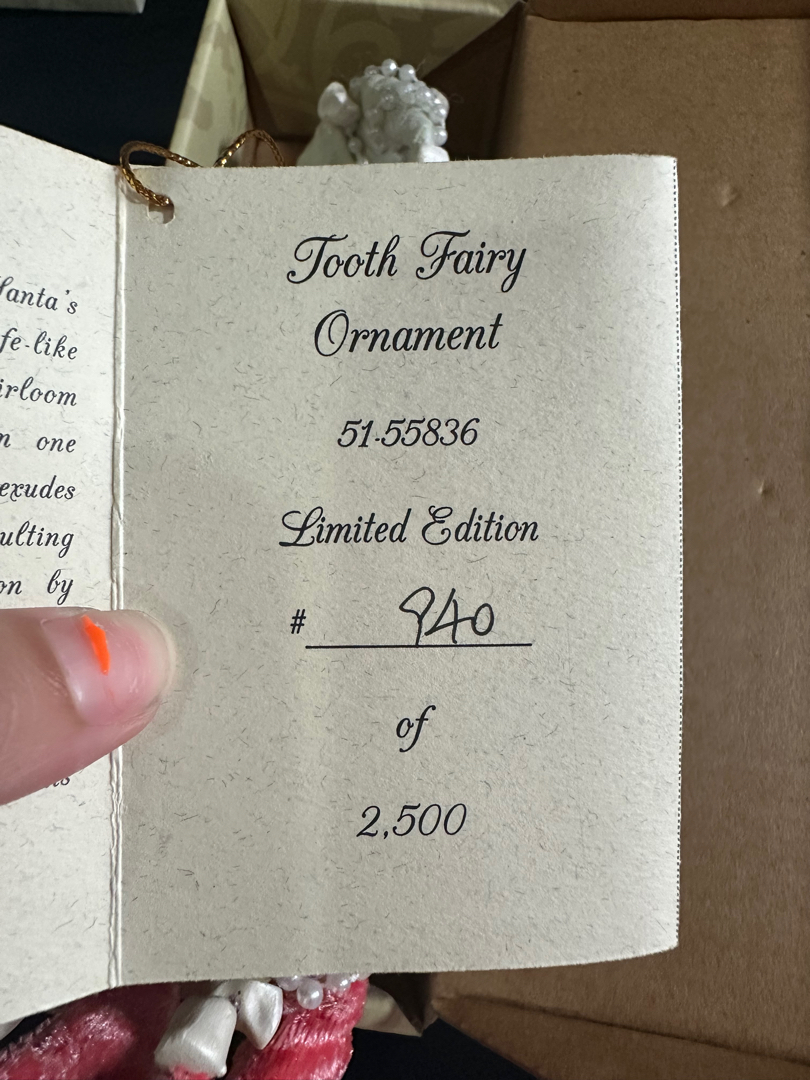 Santa's
fe-like
irloom
n one
exudes
ulting
on by
Tooth Fairy
Ornament
51-55836
Limited Edition
# 940
of
2,500